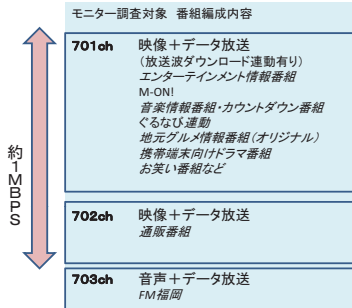 モニター調査対象 番組編成内容
701ch 映像＋データ放送
（放送波ダウンロード連動有り）
エンターテインメント情報番組
M-ON!
音楽情報番組・カウントダウン番組
ぐるなび連動
地元グルメ情報番組（オリジナル）
携帯端末向けドラマ番組
お笑い番組など
約1MBPS
702ch 映像＋データ放送
通販番組
703ch 音声＋データ放送
FM福岡